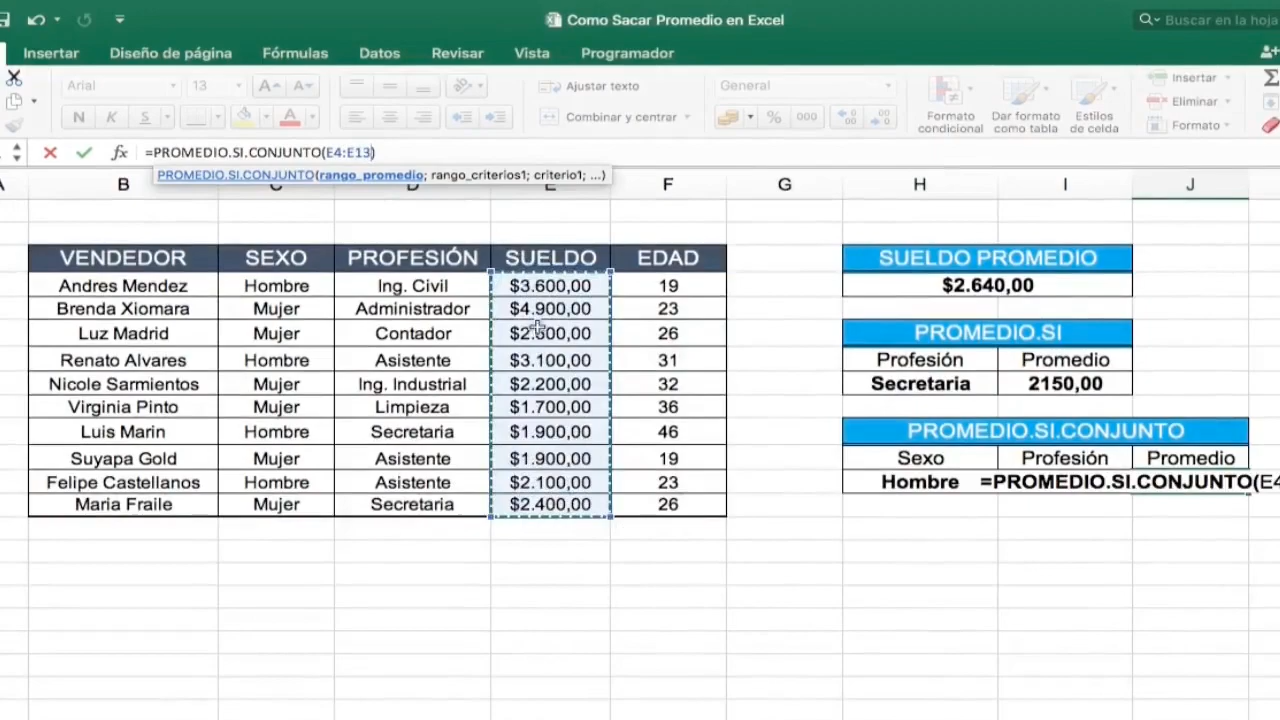 Como Sacar Promedio en Excel
Buscar en la hoja
Insertar Diseño de página Fórmulas Datos Revisar Vista Programador
Arial 13 A A Ajustar texto General Insertar
N K S A Combinar y centrar % 000 Formato condicional Dar formato como tabla Estilos de celda Eliminar
Formato
fx =PROMEDIO.SI.CONJUNTO(E4:E13)
PROMEDIO.SI.CONJUNTO(rango_promedio; rango_criterios1; criterio1; ...)
B F G H I J
VENDEDOR SEXO PROFESIÓN SUELDO EDAD SUELDO PROMEDIO
Andres Mendez Hombre Ing. Civil $3.600,00 19 $2.640,00
Brenda Xiomara Mujer Administrador $4.900,00 23
Luz Madrid Mujer Contador 26 PROMEDIO.SI
Renato Alvares Hombre Asistente $3.100,00 31 Profesión Promedio
Nicole Sarmientos Mujer Ing. Industrial $2.200,00 32 Secretaria 2150,00
Virginia Pinto Mujer Limpieza $1.700,00 36
Luis Marin Hombre Secretaria $1.900,00 46 PROMEDIO.SI.CONJUNTO
Suyapa Gold Mujer Asistente $1.900,00 19 Sexo Profesión Promedio
Felipe Castellanos Hombre Asistente $2.100,00 23 Hombre =PROMEDIO.SI.CONJUNTO(E4
Maria Fraile Mujer Secretaria $2.400,00 26